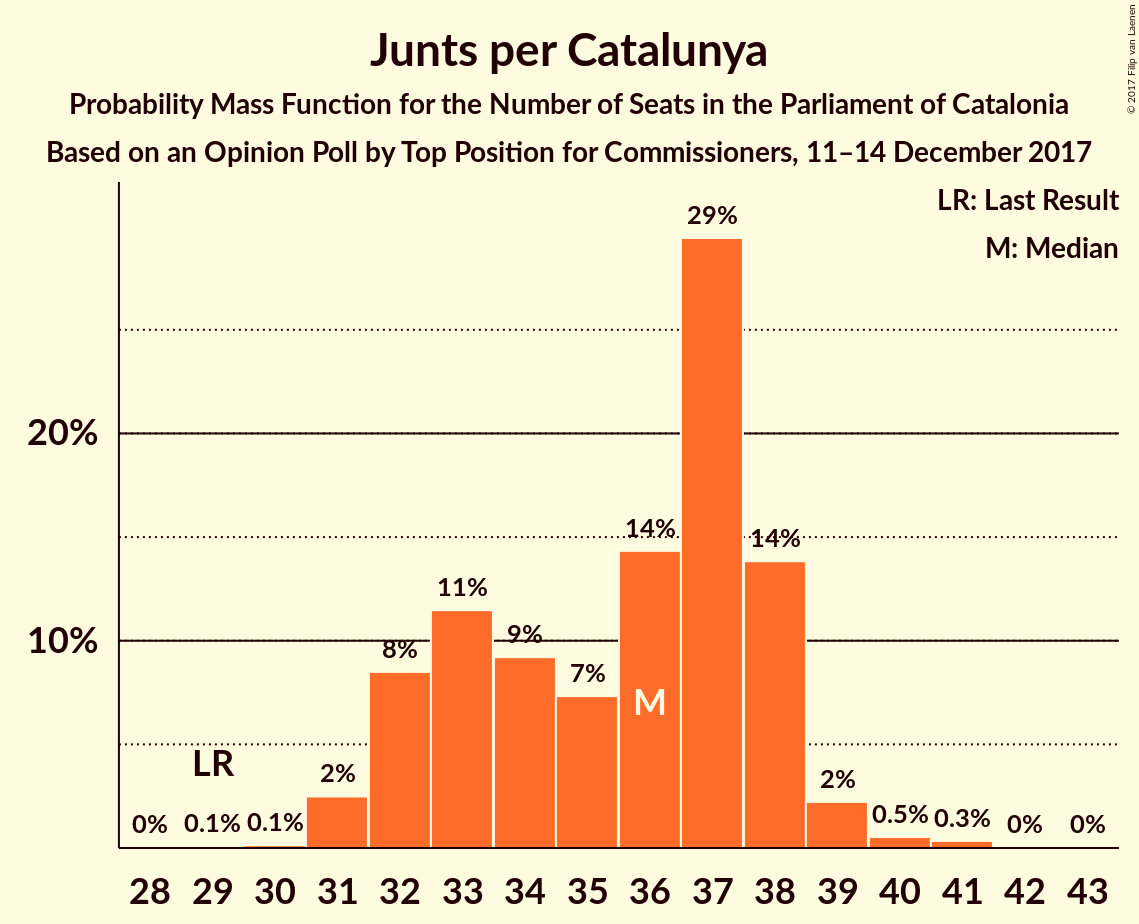 Junts per Catalunya
Probability Mass Function for the Number of Seats in the Parliament of Catalonia
Based on an Opinion Poll by Top Position for Commissioners, 11–14 December 2017
© 2017 Filip van Laenen
LR: Last Result
M: Median
29%
20%
14%
14%
11%
10%
9%
8%
7%
M
LR
2%
2%
0%
0.1%
0.1%
0.5%
0.3%
0%
0%
28 29 30 31 32 33 34 35 36 37 38 39 40 41 42 43